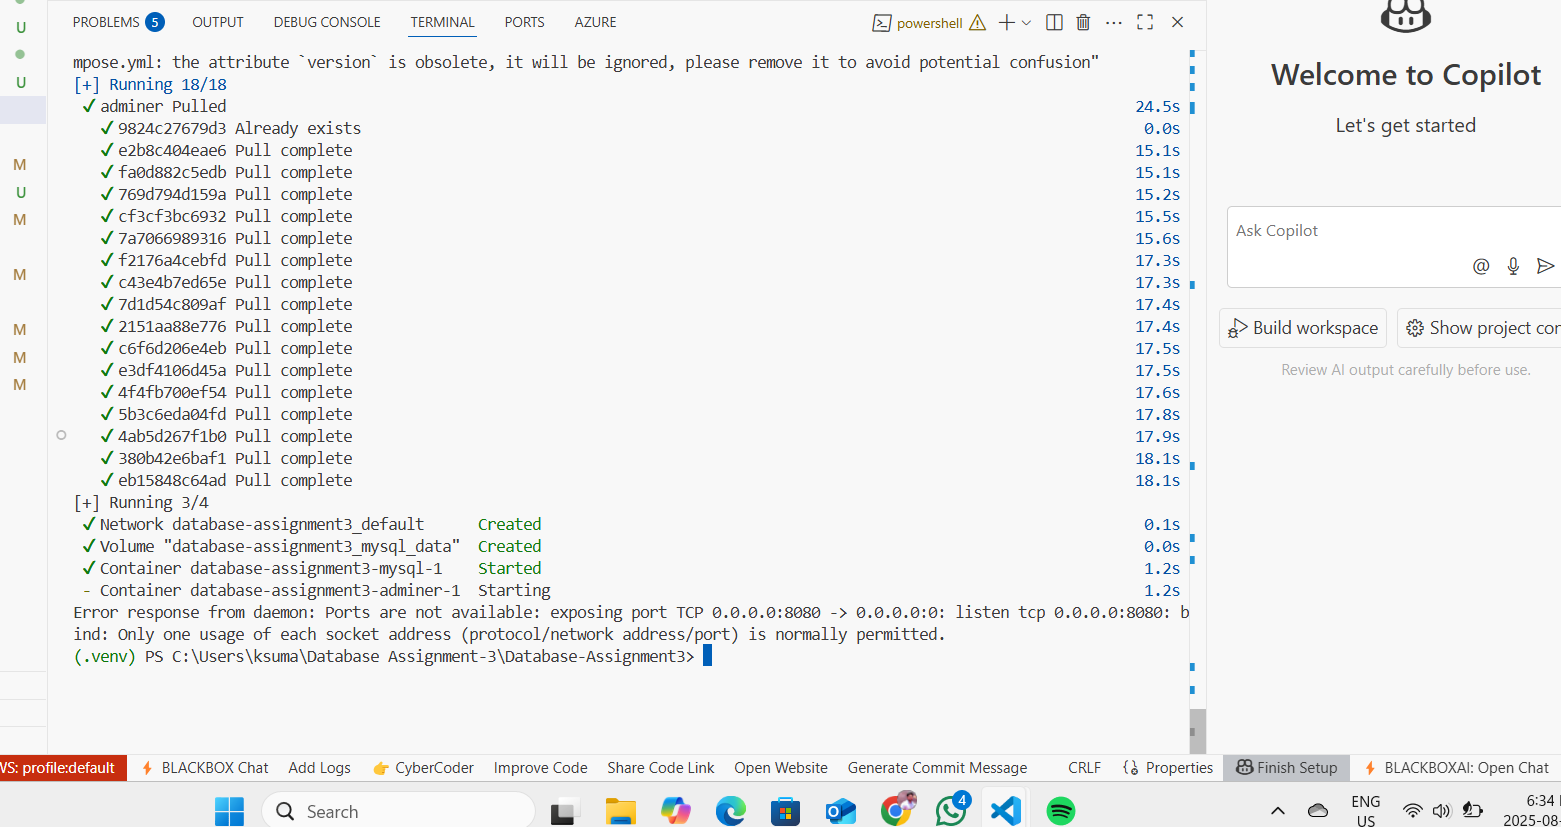 PROBLEMS 5 OUTPUT DEBUG CONSOLE TERMINAL PORTS AZURE powershell
mpose.yml: the attribute `version` is obsolete, it will be ignored, please remove it to avoid potential confusion"
[+] Running 18/18
✔ adminer Pulled 24.5s
✔ 9824c27679d3 Already exists 0.0s
✔ e2b8c404eae6 Pull complete 15.1s
✔ fa0d882c5edb Pull complete 15.1s
✔ 769d794d159a Pull complete 15.2s
✔ cf3cf3bc6932 Pull complete 15.5s
✔ 7a7066989316 Pull complete 15.6s
✔ f2176a4cebfd Pull complete 17.3s
✔ c43e4b7ed65e Pull complete 17.3s
✔ 7d1d54c809af Pull complete 17.4s
✔ 2151aa88e776 Pull complete 17.4s
✔ c6f6d206e4eb Pull complete 17.5s
✔ e3df4106d45a Pull complete 17.5s
✔ 4f4fb700ef54 Pull complete 17.6s
✔ 5b3c6eda04fd Pull complete 17.8s
✔ 4ab5d267f1b0 Pull complete 17.9s
✔ 380b42e6baf1 Pull complete 18.1s
✔ eb15848c64ad Pull complete 18.1s
[+] Running 3/4
✔ Network database-assignment3_default Created 0.1s
✔ Volume "database-assignment3_mysql_data" Created 0.0s
✔ Container database-assignment3-mysql-1 Started 1.2s
- Container database-assignment3-adminer-1 Starting 1.2s
Error response from daemon: Ports are not available: exposing port TCP 0.0.0.0:8080 -> 0.0.0.0:0: listen tcp 0.0.0.0:8080: b
ind: Only one usage of each socket address (protocol/network address/port) is normally permitted.
(.venv) PS C:\Users\ksuma\Database Assignment-3\Database-Assignment3>
U
U
M
U
M
M
M
M
M
Welcome to Copilot
Let's get started
Ask Copilot
@
Build workspace Show project con
Review AI output carefully before use.
WS: profile:default BLACKBOX Chat Add Logs 👉 CyberCoder Improve Code Share Code Link Open Website Generate Commit Message CRLF {} Properties Finish Setup BLACKBOXAI: Open Chat
Search
4
ENG
US
6:34
2025-08-